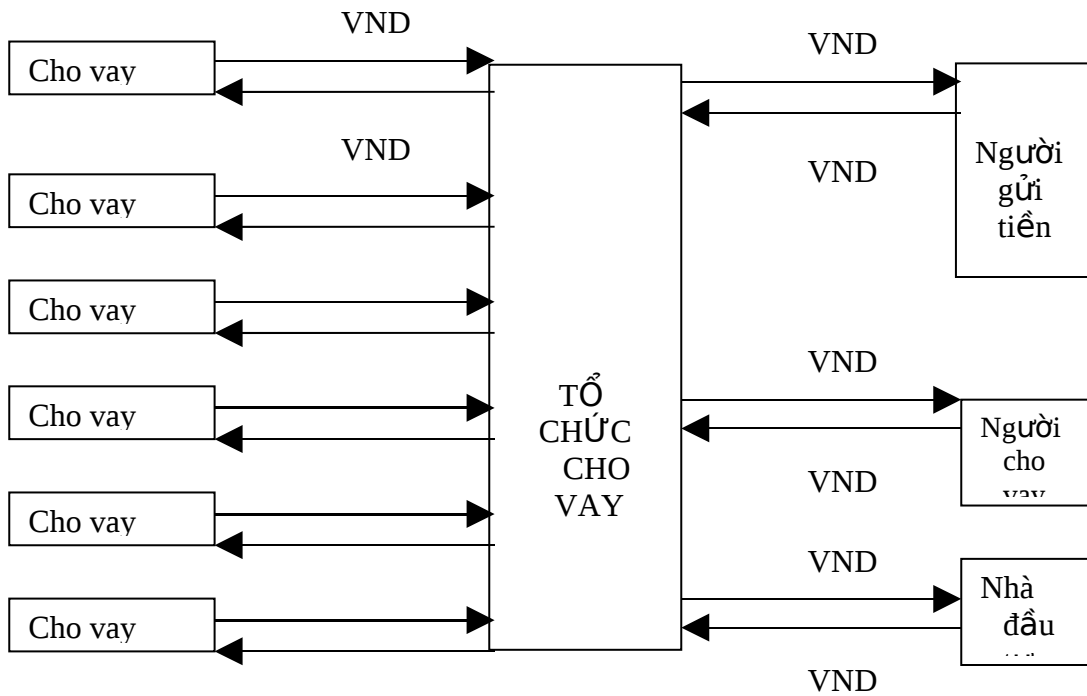 VND
VND
Cho vay
VND
Người
gửi
tiền
VND
Cho vay
Cho vay
VND
TỔ
CHỨC
CHO
VAY
Người
cho
vay
VND
Cho vay
Cho vay
VND
Nhà
đầu
Cho vay
VND